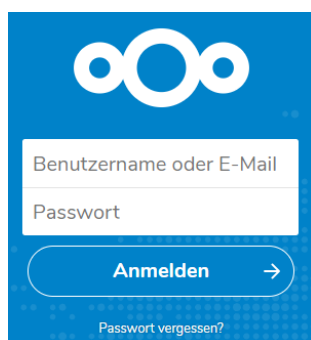 Benutzername oder E-Mail
Passwort
Anmelden
Passwort vergessen?